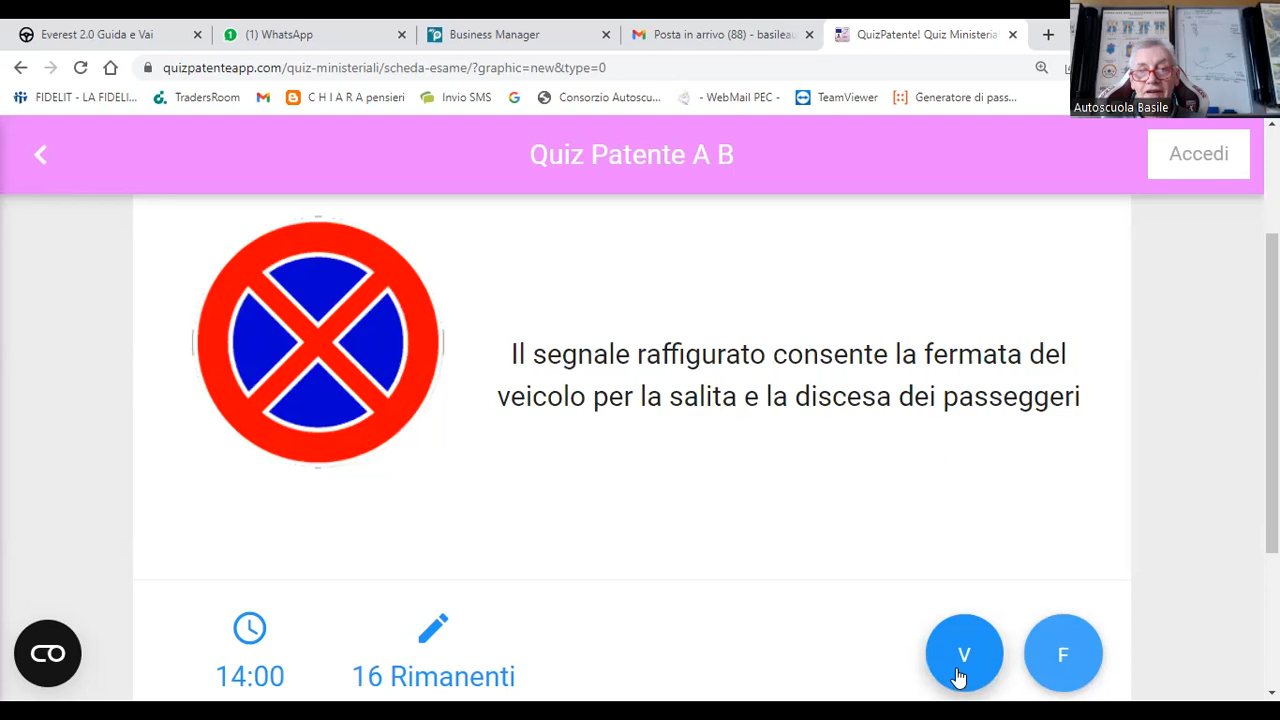 Everest 2.0 Guida e Vai
(1) WhatsApp
Business Manager
Posta in arrivo (88) - basileau
QuizPatente! Quiz Ministeria
quizpatenteapp.com/quiz-ministeriali/scheda-esame/?graphic=new&type=0
FIDELIT - LA FIDELI...
TradersRoom
C H I A R A pensieri
Invio SMS
Consorzio Autoscu...
- WebMail PEC -
TeamViewer
Generatore di pass...
Autoscuola Basile
Quiz Patente A B
Accedi
Il segnale raffigurato consente la fermata del
veicolo per la salita e la discesa dei passeggeri
14:00
16 Rimanenti
V
F